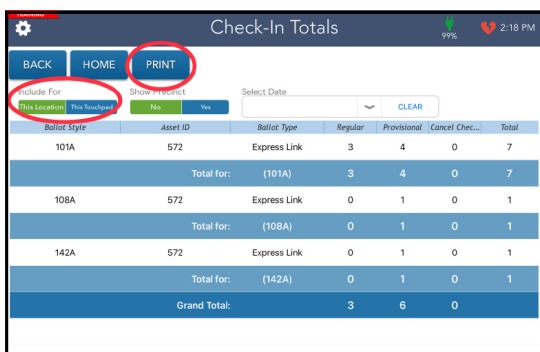 TRAINING
Check-In Totals
99%
2:18 PM
BACK HOME PRINT
Include For Show Precinct Select Date
This Location This Touchpad No Yes CLEAR
Ballot Style Asset ID Ballot Type Regular Provisional Cancel Chec... Total
101A 572 Express Link 3 4 0 7
Total for: (101A) 3 4 0 7
108A 572 Express Link 0 1 0 1
Total for: (108A) 0 1 0 1
142A 572 Express Link 0 1 0 1
Total for: (142A) 0 1 0 1
Grand Total: 3 6 0